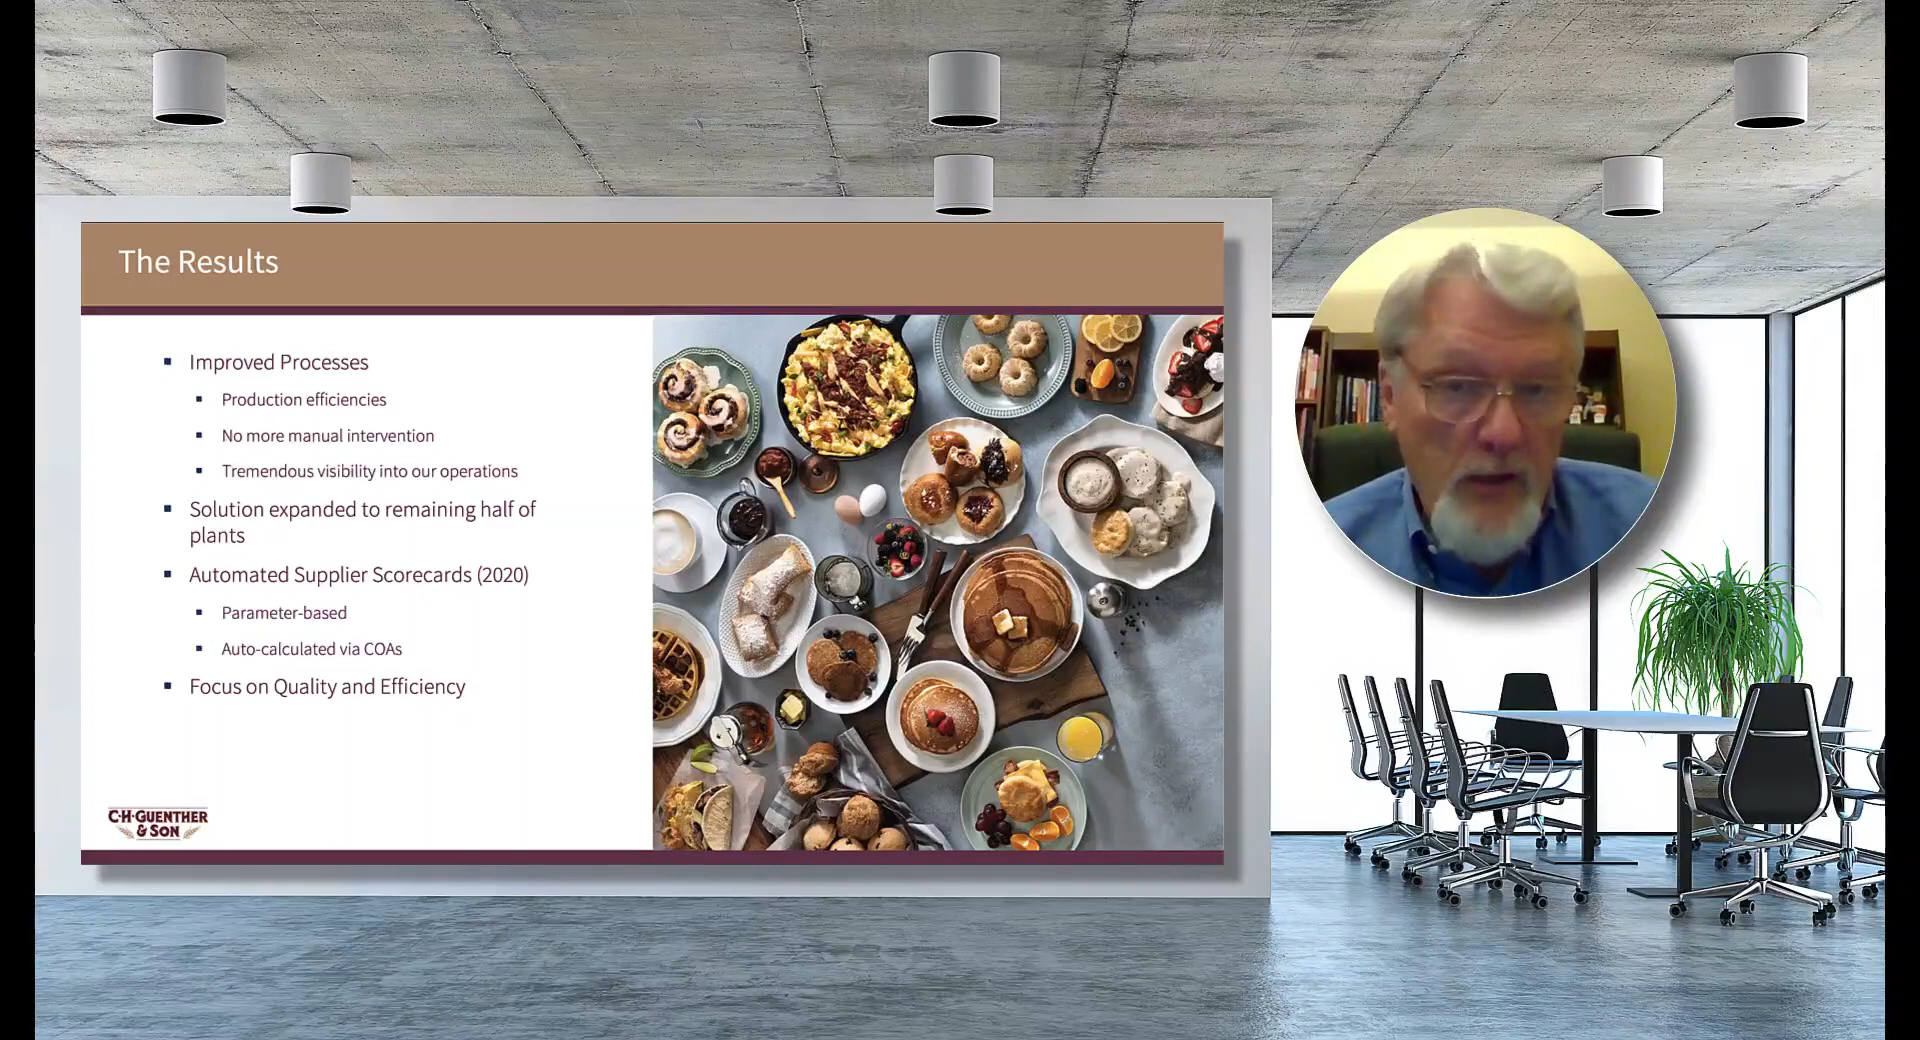 The Results
Improved Processes
Production efficiencies
No more manual intervention
Tremendous visibility into our operations
Solution expanded to remaining half of
plants
Automated Supplier Scorecards (2020)
Parameter-based
Auto-calculated via COAs
Focus on Quality and Efficiency
C·H·GUENTHER
& SON